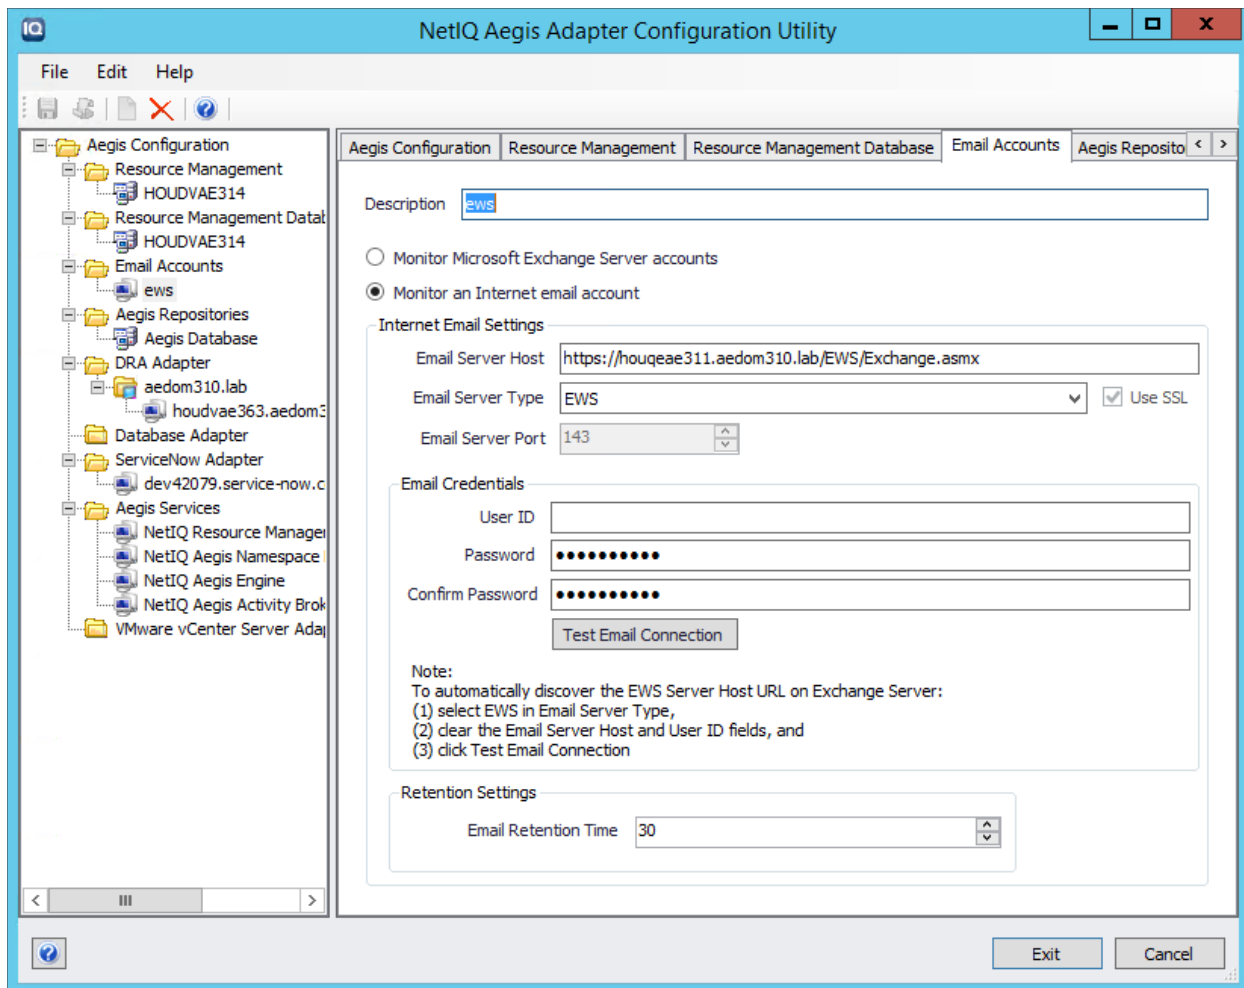 IQ
NetIQ Aegis Adapter Configuration Utility
File Edit Help
Aegis Configuration
Resource Management
HOUDVAE314
Resource Management Datab
HOUDVAE314
Email Accounts
ews
Aegis Repositories
Aegis Database
DRA Adapter
aedom310.lab
houdvae363.aedom3
Database Adapter
ServiceNow Adapter
dev42079.service-now.c
Aegis Services
NetIQ Resource Manager
NetIQ Aegis Namespace
NetIQ Aegis Engine
NetIQ Aegis Activity Brok
VMware vCenter Server Adap
Aegis Configuration Resource Management Resource Management Database Email Accounts Aegis Reposito
Description ews
Monitor Microsoft Exchange Server accounts
Monitor an Internet email account
Internet Email Settings
Email Server Host https://houqeae311.aedom310.lab/EWS/Exchange.asmx
Email Server Type EWS Use SSL
Email Server Port 143
Email Credentials
User ID
Password ●●●●●●●●●●
Confirm Password ●●●●●●●●●●
Test Email Connection
Note:
To automatically discover the EWS Server Host URL on Exchange Server:
(1) select EWS in Email Server Type,
(2) clear the Email Server Host and User ID fields, and
(3) click Test Email Connection
Retention Settings
Email Retention Time 30
Exit Cancel